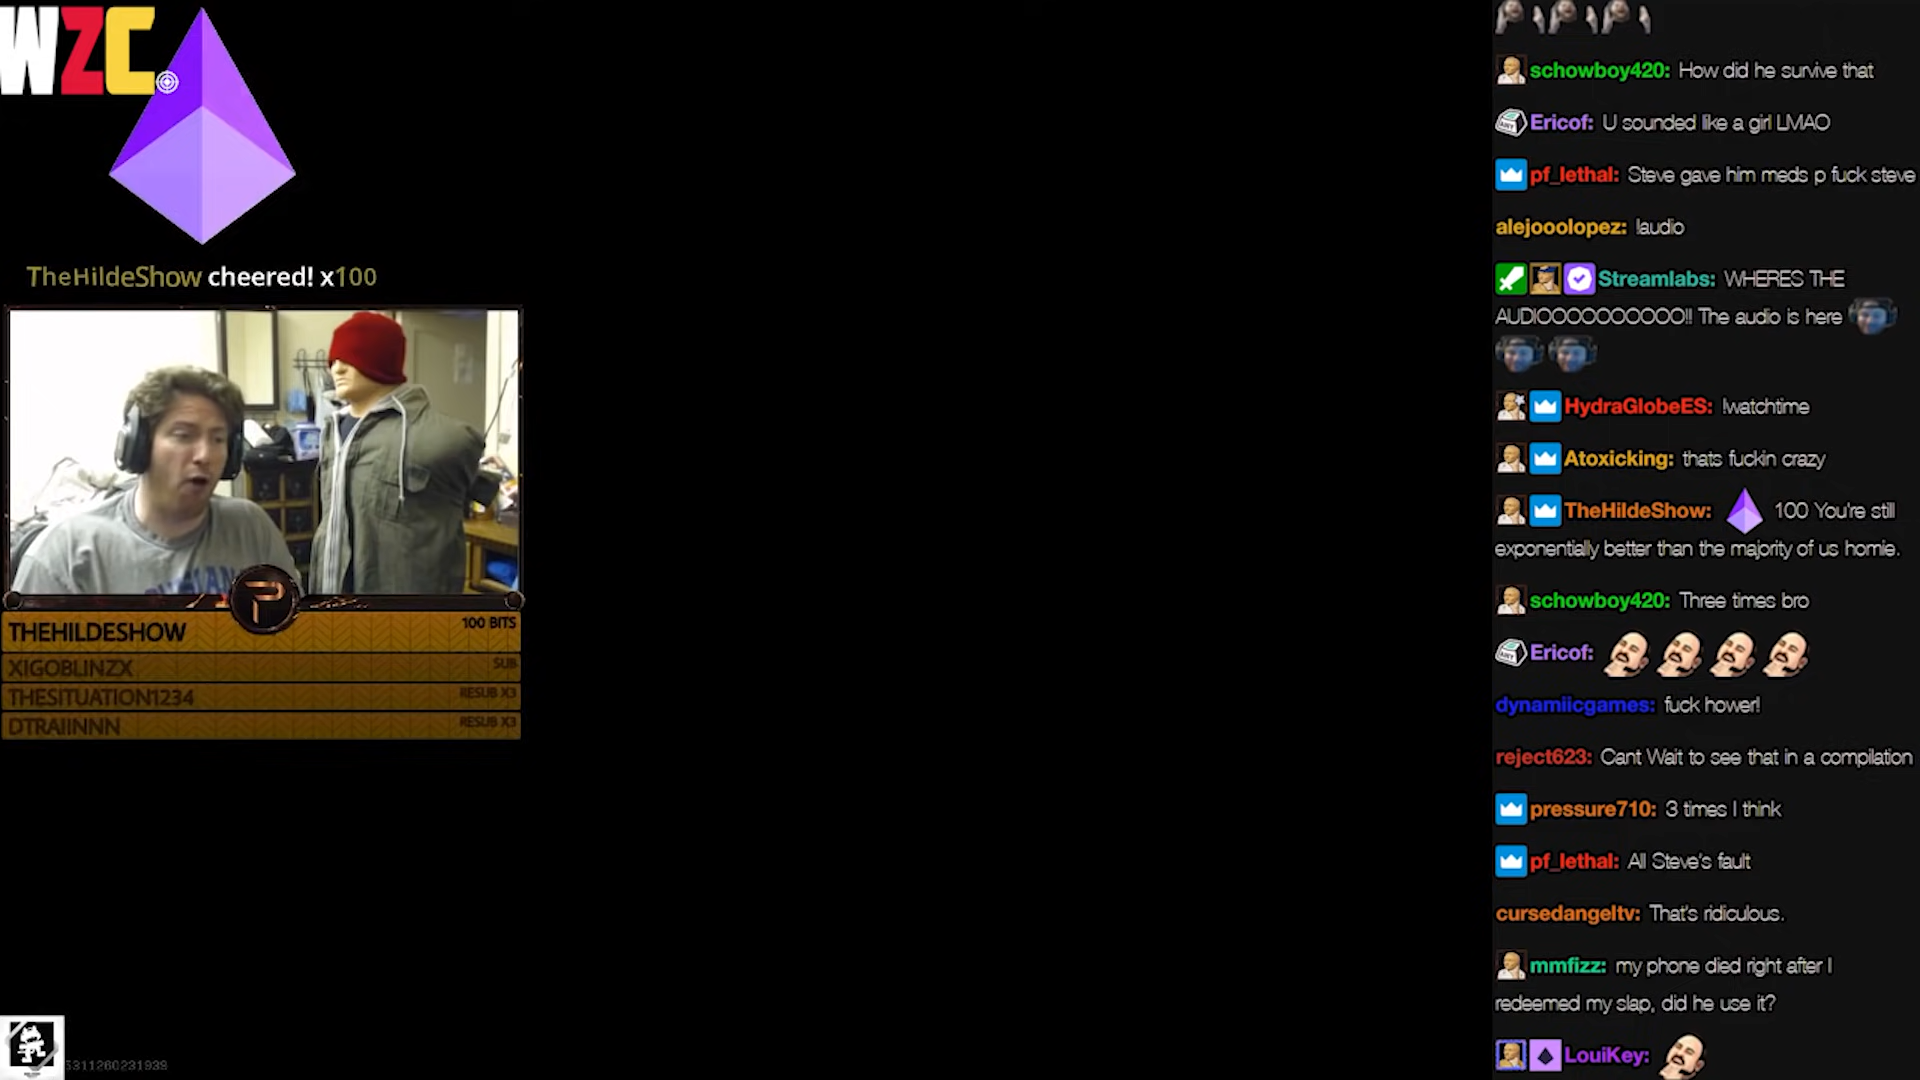 WZC
TheHildeShow cheered! x100
THEHILDESHOW 100 BITS
XIGOBLINZX SUB
THESITUATION1234 RESUB X3
DTRAIINNN RESUB X3
5311260231939
schowboy420: How did he survive that
Ericof: U sounded like a girl LMAO
pf_lethal: Steve gave him meds p fuck steve
alejooolopez: !audio
Streamlabs: WHERES THE
AUDIOOOOOOOOOO!! The audio is here
HydraGlobeES: !watchtime
Atoxicking: thats fuckin crazy
TheHildeShow: 100 You're still
exponentially better than the majority of us homie.
schowboy420: Three times bro
Ericof:
dynamiicgames: fuck hower!
reject623: Cant Wait to see that in a compilation
pressure710: 3 times I think
pf_lethal: All Steve's fault
cursedangeltv: That's ridiculous.
mmfizz: my phone died right after I
redeemed my slap, did he use it?
LouiKey: